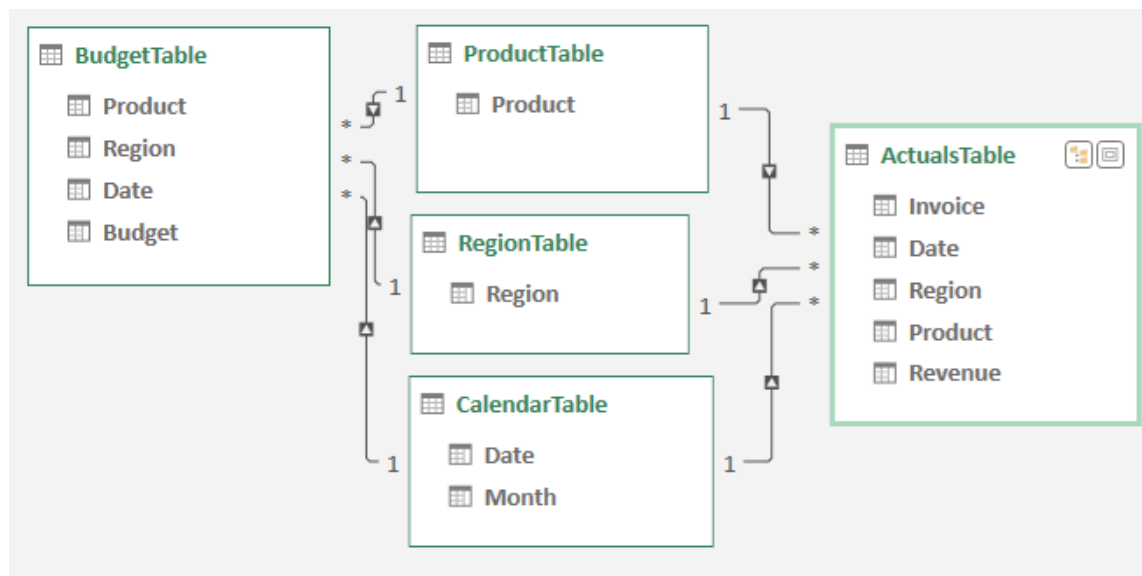 BudgetTable
Product
Region
Date
Budget
*
*
*
1
1
1
ProductTable
Product
RegionTable
Region
CalendarTable
Date
Month
1
1
1
*
*
*
ActualsTable
Invoice
Date
Region
Product
Revenue